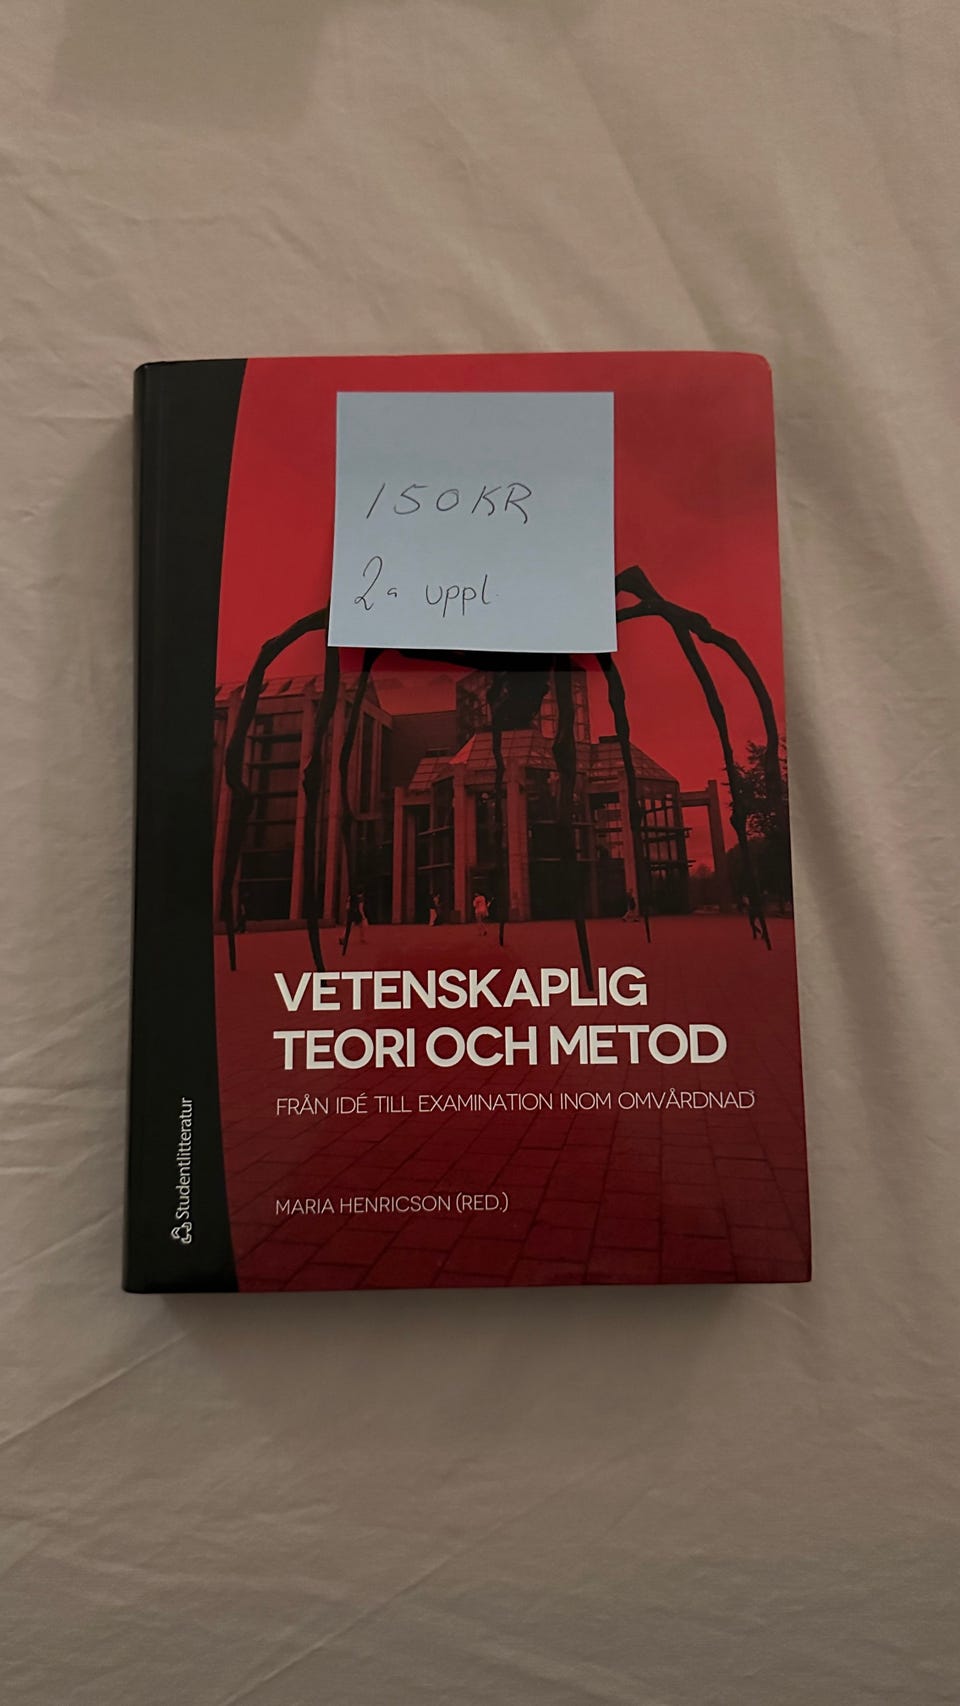 150KR
2a uppl.
VETENSKAPLIG
TEORI OCH METOD
FRÅN IDÉ TILL EXAMINATION INOM OMVÅRDNAD
MARIA HENRICSON (RED.)
Studentlitteratur